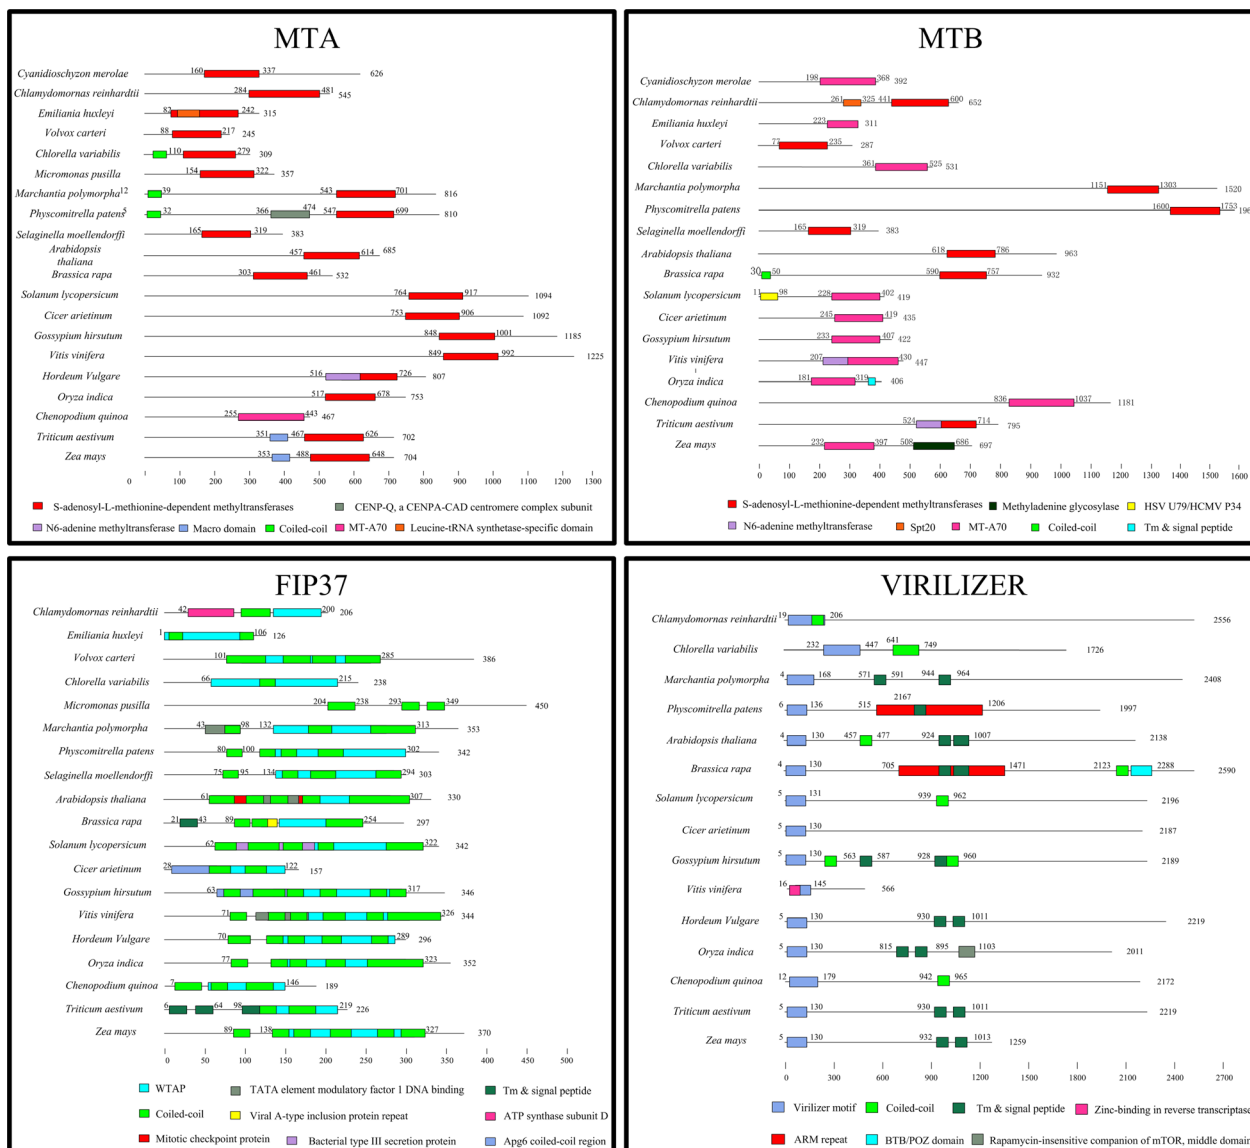 MTA
Cyanidioschyzon merolae 160 337 626
Chlamydomornas reinhardtii 284 481 545
Emiliania huxleyi 82 242 315
Volvox carteri 88 217 245
Chlorella variabilis 110 279 309
Micromonas pusilla 154 322 357
Marchantia polymorpha 12 39 543 701 816
Physcomitrella patens 5 32 366 474 547 699 810
Selaginella moellendorffi 165 319 383
Arabidopsis thaliana 457 614 685
Brassica rapa 303 461 532
Solanum lycopersicum 764 917 1094
Cicer arietinum 753 906 1092
Gossypium hirsutum 848 1001 1185
Vitis vinifera 849 992 1225
Hordeum Vulgare 516 726 807
Oryza indica 517 678 753
Chenopodium quinoa 255 443 467
Triticum aestivum 351 467 626 702
Zea mays 353 488 648 704
0 0 100 200 300 400 500 600 700 800 900 1000 1100 1200 1300
S-adenosyl-L-methionine-dependent methyltransferases CENP-Q, a CENPA-CAD centromere complex subunit
N6-adenine methyltransferase Macro domain Coiled-coil MT-A70 Leucine-tRNA synthetase-specific domain
MTB
Cyanidioschyzon merolae 198 368 392
Chlamydomornas reinhardtii 261 325 441 600 652
Emiliania huxleyi 223 311
Volvox carteri 77 235 287
Chlorella variabilis 361 525 531
Marchantia polymorpha 1151 1303 1520
Physcomitrella patens 1600 1753 196
Selaginella moellendorffi 165 319 383
Arabidopsis thaliana 618 786 963
Brassica rapa 30 50 590 757 932
Solanum lycopersicum 11 98 228 402 419
Cicer arietinum 245 419 435
Gossypium hirsutum 233 407 422
Vitis vinifera 207 430 447
Oryza indica 181 319 406
Chenopodium quinoa 836 1037 1181
Triticum aestivum 524 714 795
Zea mays 232 397 508 686 697
0 100 200 300 400 500 600 700 800 900 1000 1100 1200 1300 1400 1500 1600
S-adenosyl-L-methionine-dependent methyltransferases Methyladenine glycosylase HSV U79/HCMV P34
N6-adenine methyltransferase Spt20 MT-A70 Coiled-coil Tm & signal peptide
FIP37
Chlamydomornas reinhardtii 42 200 206
Emiliania huxleyi 1 106 126
Volvox carteri 101 285 386
Chlorella variabilis 66 215 238
Micromonas pusilla 204 238 293 349 450
Marchantia polymorpha 43 98 132 313 353
Physcomitrella patens 80 100 302 342
Selaginella moellendorffi 75 95 134 294 303
Arabidopsis thaliana 61 307 330
Brassica rapa 21 43 89 254 297
Solanum lycopersicum 62 322 342
Cicer arietinum 28 122 157
Gossypium hirsutum 63 317 346
Vitis vinifera 71 326 344
Hordeum Vulgare 70 289 296
Oryza indica 77 323 352
Chenopodium quinoa 7 146 189
Triticum aestivum 6 64 98 219 226
Zea mays 89 138 327 370
0 50 100 150 200 250 300 350 400 450 500
WTAP TATA element modulatory factor 1 DNA binding Tm & signal peptide
Coiled-coil Viral A-type inclusion protein repeat ATP synthase subunit D
Mitotic checkpoint protein Bacterial type III secretion protein Apg6 coiled-coil region
VIRILIZER
Chlamydomornas reinhardtii 19 206 2556
Chlorella variabilis 232 447 641 749 1726
Marchantia polymorpha 4 168 571 591 944 964 2408
Physcomitrella patens 6 136 515 2167 1206 1997
Arabidopsis thaliana 4 130 457 477 924 1007 2138
Brassica rapa 4 130 705 1471 2123 2288 2590
Solanum lycopersicum 5 131 939 962 2196
Cicer arietinum 5 130 2187
Gossypium hirsutum 5 130 563 587 928 960 2189
Vitis vinifera 16 145 566
Hordeum Vulgare 5 130 930 1011 2219
Oryza indica 5 130 815 895 1103 2011
Chenopodium quinoa 12 179 942 965 2172
Triticum aestivum 5 130 930 1011 2219
Zea mays 5 130 932 1013 1259
0 300 600 900 1200 1500 1800 2100 2400 2700
Virilizer motif Coiled-coil Tm & signal peptide Zinc-binding in reverse transcriptase
ARM repeat BTB/POZ domain Rapamycin-insensitive companion of mTOR, middle domain